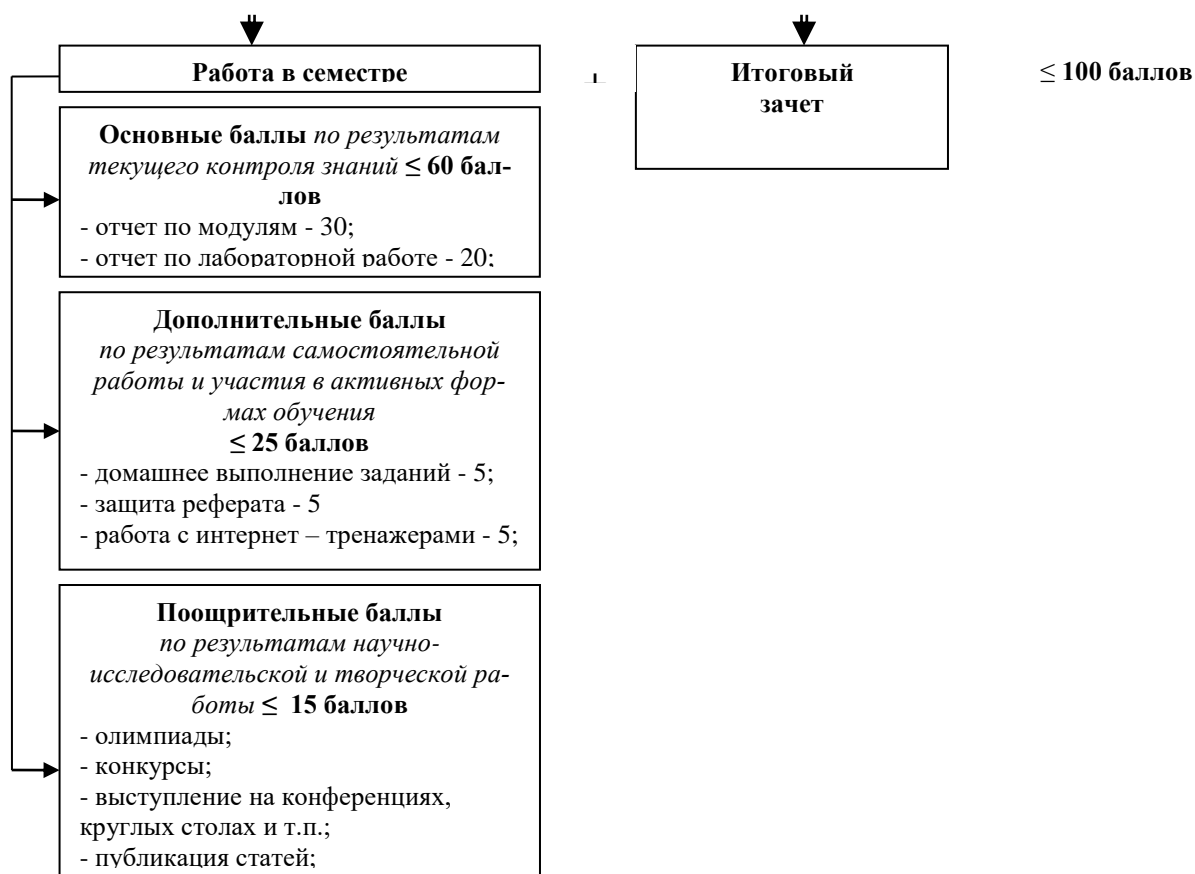 Работа в семестре
+
Итоговый
зачет
≤ 100 баллов
Основные баллы по результатам
текущего контроля знаний ≤ 60 бал-
лов
- отчет по модулям - 30;
- отчет по лабораторной работе - 20;
Дополнительные баллы
по результатам самостоятельной
работы и участия в активных фор-
мах обучения
≤ 25 баллов
- домашнее выполнение заданий - 5;
- защита реферата - 5
- работа с интернет – тренажерами - 5;
Поощрительные баллы
по результатам научно-
исследовательской и творческой ра-
боты ≤ 15 баллов
- олимпиады;
- конкурсы;
- выступление на конференциях,
круглых столах и т.п.;
- публикация статей;